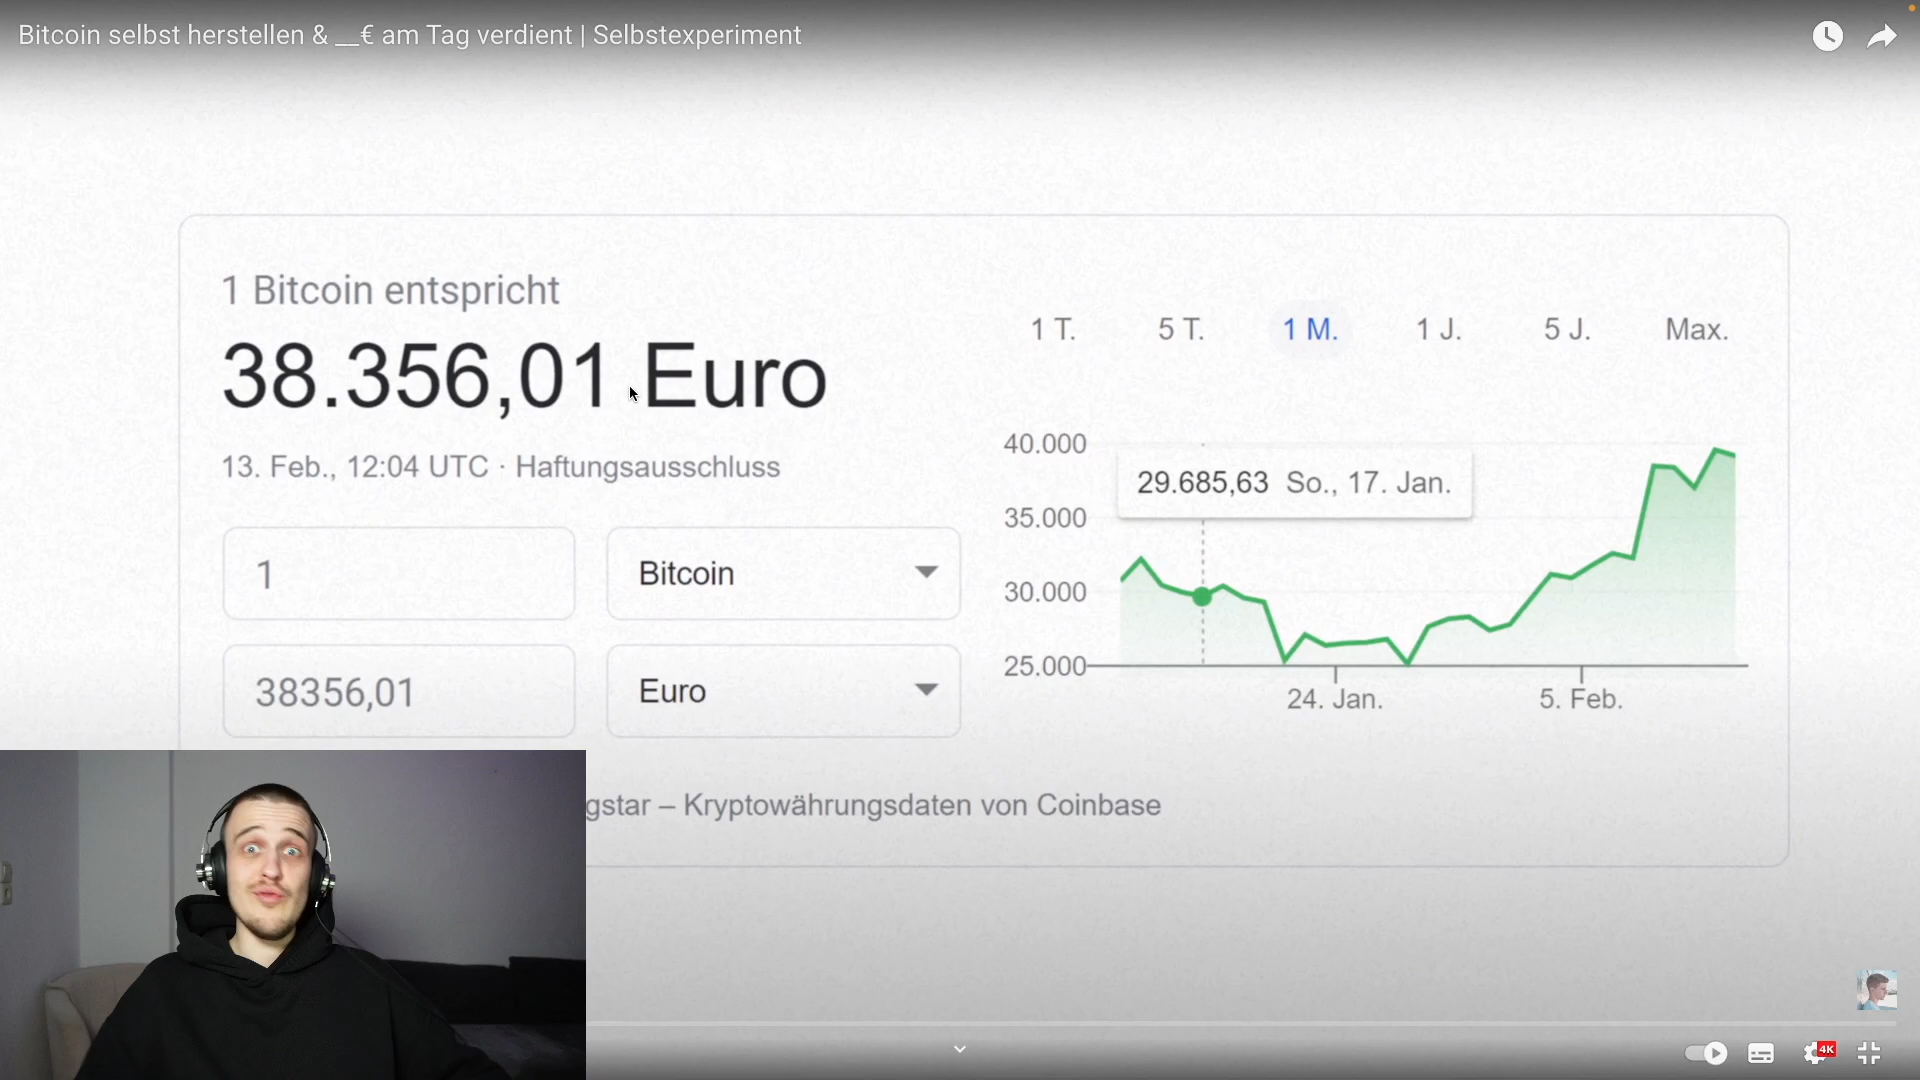 Bitcoin selbst herstellen & __€ am Tag verdient | Selbstexperiment
1 Bitcoin entspricht
38.356,01 Euro
13. Feb., 12:04 UTC · Haftungsausschluss
1
Bitcoin
38356,01
Euro
1 T.
5 T.
1 M.
1 J.
5 J.
Max.
40.000
35.000
30.000
25.000
29.685,63 So., 17. Jan.
24. Jan.
5. Feb.
gstar – Kryptowährungsdaten von Coinbase
4K